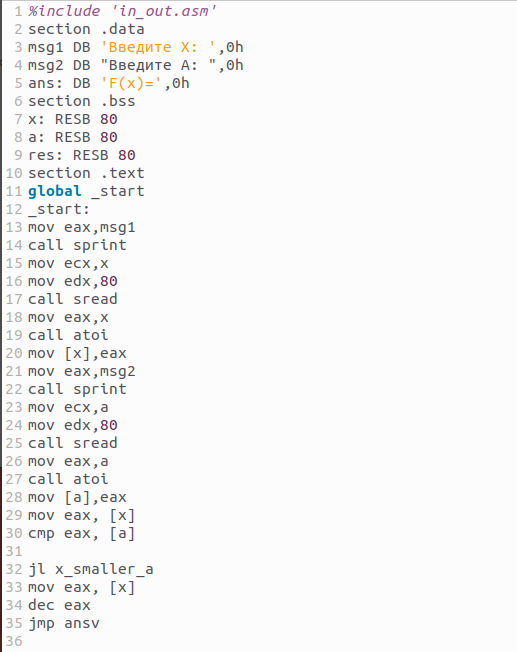 1 %include 'in_out.asm'
2 section .data
3 msg1 DB 'Введите X: ',0h
4 msg2 DB "Введите A: ",0h
5 ans: DB 'F(x)=',0h
6 section .bss
7 x: RESB 80
8 a: RESB 80
9 res: RESB 80
10 section .text
11 global _start
12 _start:
13 mov eax,msg1
14 call sprint
15 mov ecx,x
16 mov edx,80
17 call sread
18 mov eax,x
19 call atoi
20 mov [x],eax
21 mov eax,msg2
22 call sprint
23 mov ecx,a
24 mov edx,80
25 call sread
26 mov eax,a
27 call atoi
28 mov [a],eax
29 mov eax, [x]
30 cmp eax, [a]
31
32 jl x_smaller_a
33 mov eax, [x]
34 dec eax
35 jmp ansv
36